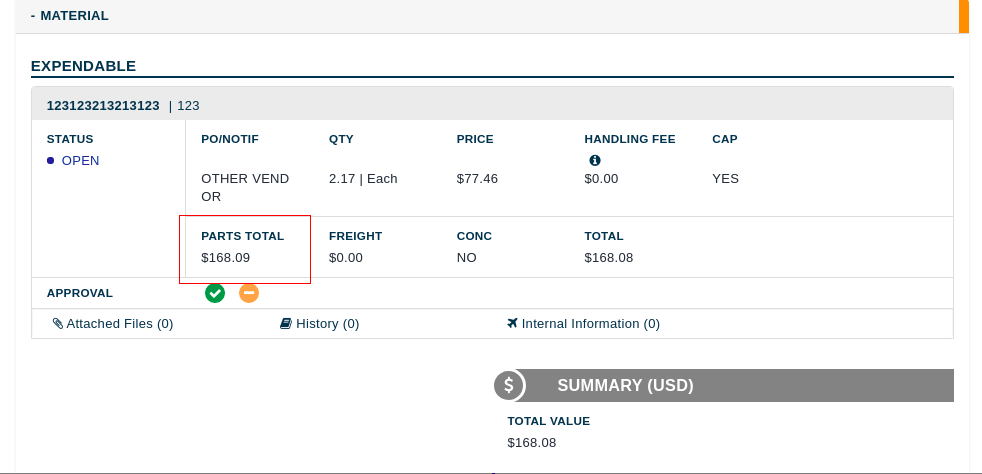 - MATERIAL
EXPENDABLE
123123213213123 | 123
STATUS
OPEN
PO/NOTIF QTY PRICE HANDLING FEE CAP
OTHER VEND 2.17 | Each $77.46 $0.00 YES
OR
PARTS TOTAL FREIGHT CONC TOTAL
$168.09 $0.00 NO $168.08
APPROVAL
Attached Files (0) History (0) Internal Information (0)
$ SUMMARY (USD)
TOTAL VALUE
$168.08